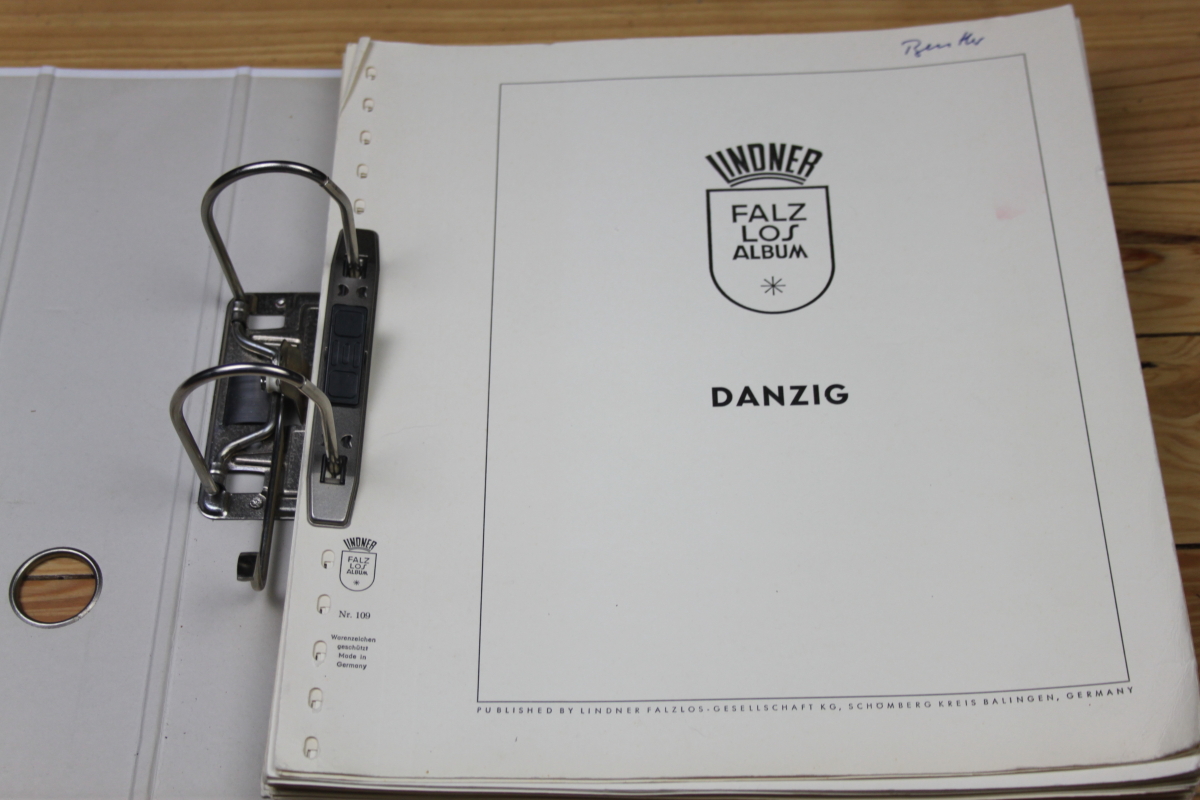 LINDNER
FALZ
LOS
ALBUM
DANZIG
LINDNER
FALZ
LOS
ALBUM
Nr. 109
Warenzeichen
geschützt
Made in
Germany
PUBLISHED BY LINDNER FALZLOS-GESELLSCHAFT KG, SCHÖMBERG KREIS BALINGEN, GERMANY